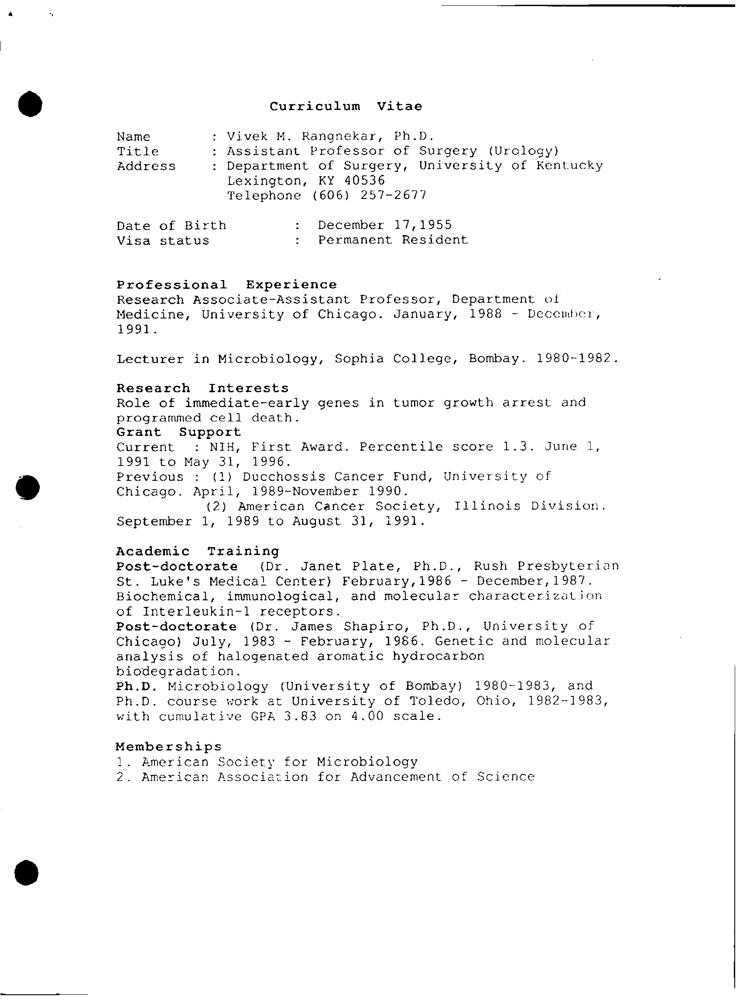 Curriculum Vitae
Name : Vivek M. Rangnekar, Ph.D.
Title : Assistant Professor of Surgery (Urology)
Address : Department of Surgery, University of Kentucky
Lexington, KY 40536
Telephone (606) 257-2677
Date of Birth : December 17,1955
Visa status : Permanent Resident
Professional Experience
Research Associate-Assistant Professor, Department of
Medicine, University of Chicago. January, 1988 - December,
1991.
Lecturer in Microbiology, Sophia College, Bombay. 1980-1982.
Research Interests
Role of immediate-early genes in tumor growth arrest and
programmed cell death.
Grant Support
Current : NIH, First Award. Percentile score 1.3. June 1,
1991 to May 31, 1996.
Previous : (1) Ducchossis Cancer Fund, University of
Chicago. April, 1989-November 1990.
(2) American Cancer Society, Illinois Division.
September 1, 1989 to August 31, 1991.
Academic Training
Post-doctorate (Dr. Janet Plate, Ph.D., Rush Presbyterian
St. Luke's Medical Center) February,1986 - December,1987.
Biochemical, immunological, and molecular characterization
of Interleukin-1 receptors.
Post-doctorate (Dr. James Shapiro, Ph.D., University of
Chicago) July, 1983 - February, 1986. Genetic and molecular
analysis of halogenated aromatic hydrocarbon
biodegradation.
Ph.D. Microbiology (University of Bombay) 1980-1983, and
Ph.D. course work at University of Toledo, Ohio, 1982-1983,
with cumulative GPA 3.83 on 4.00 scale.
Memberships
1. American Society for Microbiology
2. American Association for Advancement of Science